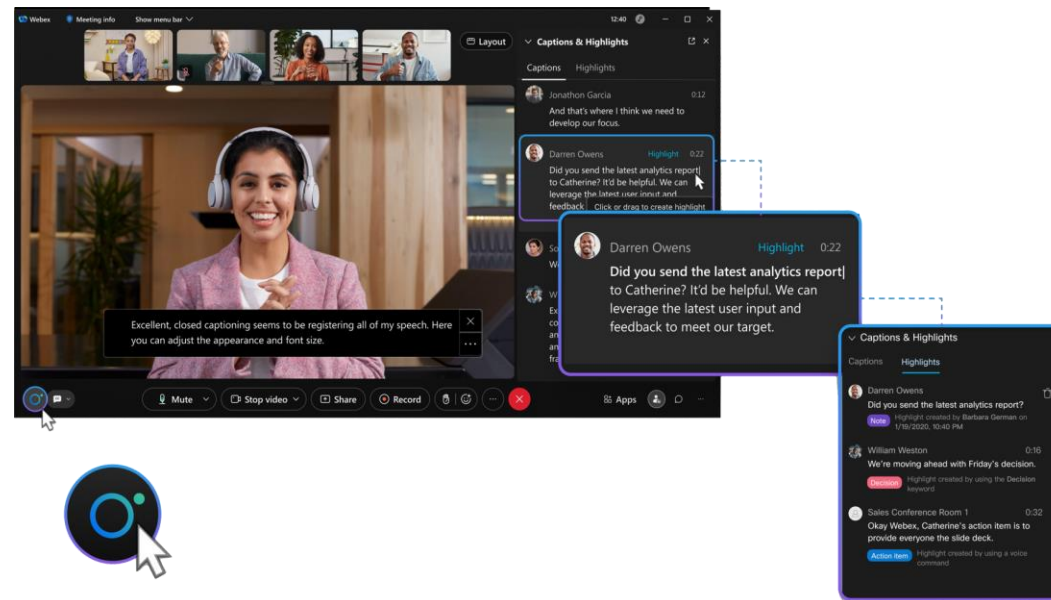 Webex
Meeting info
Show menu bar
12:40
Layout
Captions & Highlights
Captions
Highlights
Jonathon Garcia
0:12
And that's where I think we need to
develop our focus.
Darren Owens
Highlight
0:22
Did you send the latest analytics report
to Catherine? It'd be helpful. We can
leverage the latest user input and
feedback
Click or drag to create highlight
So
W
Ex
co
an
an
fra
Excellent, closed captioning seems to be registering all of my speech. Here
you can adjust the appearance and font size.
Mute
Stop video
Share
Record
Apps
Darren Owens
Highlight
0:22
Did you send the latest analytics report
to Catherine? It'd be helpful. We can
leverage the latest user input and
feedback to meet our target.
Captions & Highlights
Captions
Highlights
Darren Owens
Did you send the latest analytics report?
Note
Highlight created by Barbara German on
1/19/2020, 10:40 PM
William Weston
0:16
We're moving ahead with Friday's decision.
Decision
Highlight created by using the Decision
keyword
Sales Conference Room 1
0:32
Okay Webex, Catherine's action item is to
provide everyone the slide deck.
Action item
Highlight created by using a voice
command